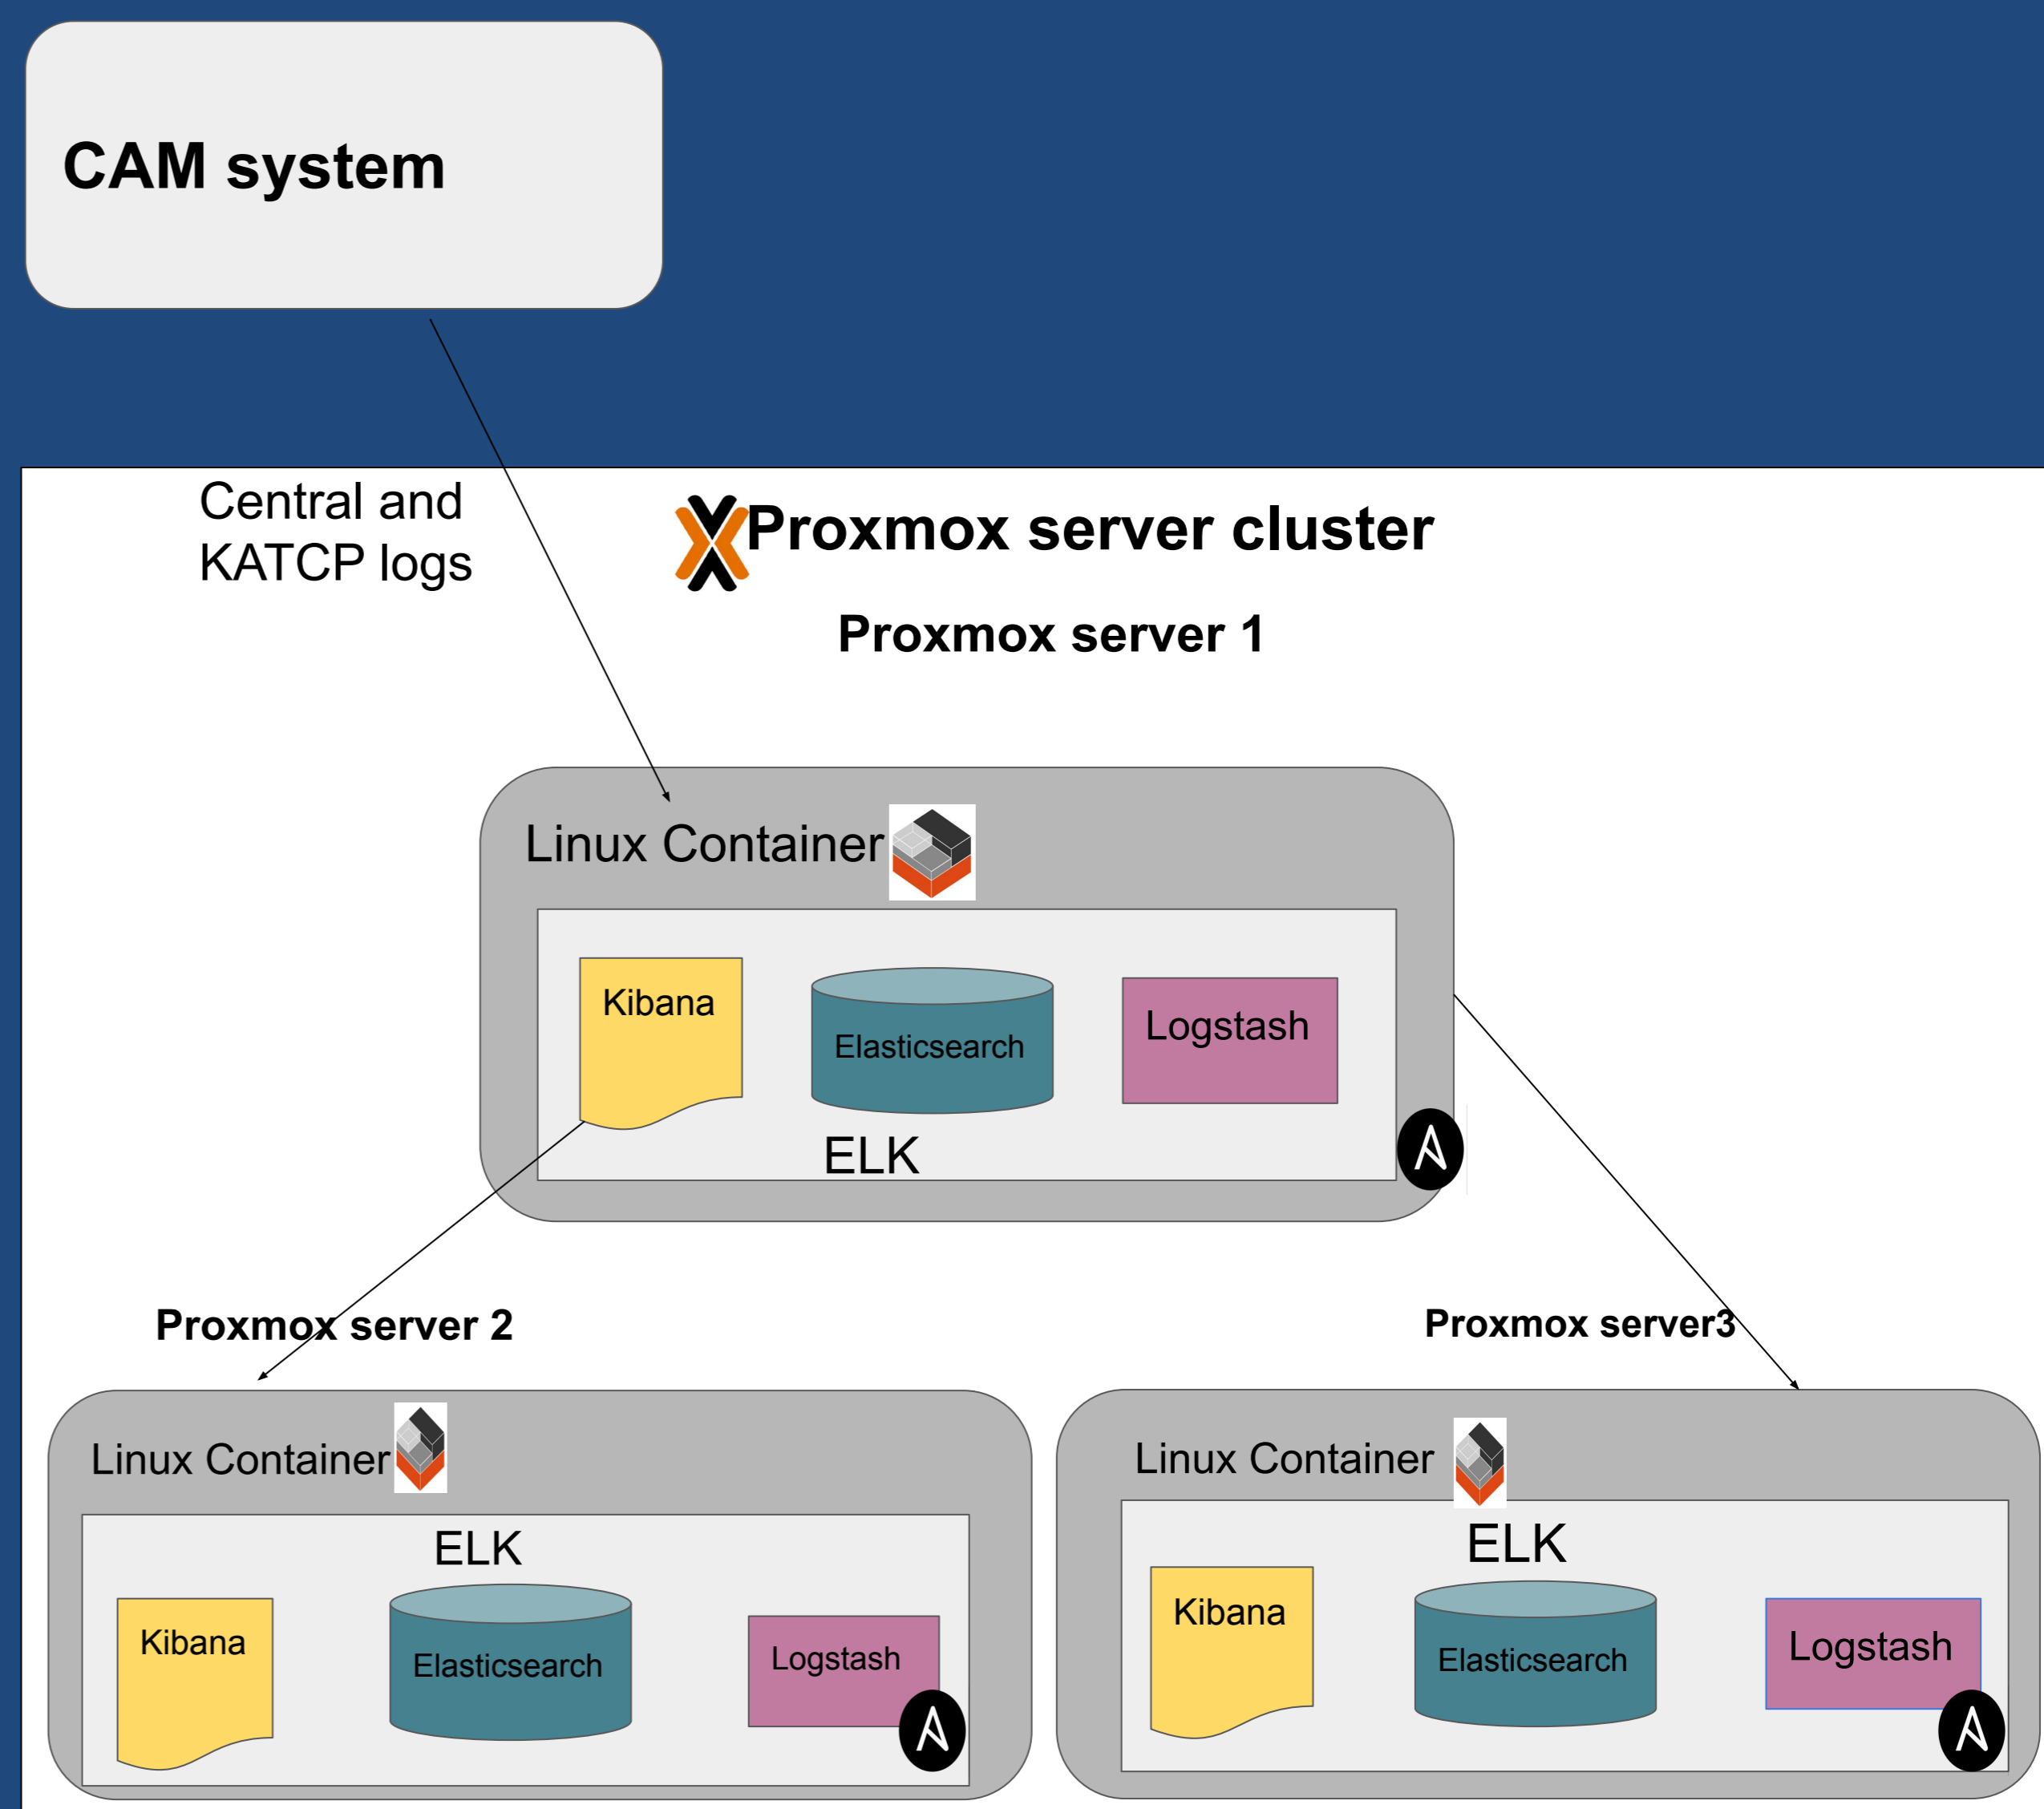 CAM system
Central and
KATCP logs
Proxmox server cluster
Proxmox server 1
Linux Container
Kibana
Elasticsearch
Logstash
ELK
Proxmox server 2
Proxmox server3
Linux Container
ELK
Kibana
Elasticsearch
Logstash
Linux Container
ELK
Kibana
Elasticsearch
Logstash